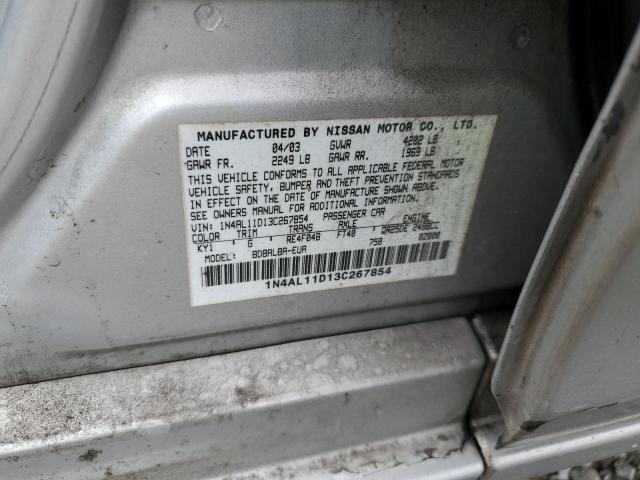 MANUFACTURED BY NISSAN MOTOR CO., LTD.
DATE 04/03 GVWR 4202 LB
GAWR FR. 2249 LB GAWR RR. 1969 LB
THIS VEHICLE CONFORMS TO ALL APPLICABLE FEDERAL MOTOR
VEHICLE SAFETY, BUMPER AND THEFT PREVENTION STANDARDS
IN EFFECT ON THE DATE OF MANUFACTURE SHOWN ABOVE.
SEE OWNERS MANUAL FOR ADDITIONAL INFORMATION.
VIN: 1N4AL11D13C267854 PASSENGER CAR
COLOR TRIM TRANS AXLE ENGINE
KY1 G RE4F04B FT40 QR25DE 2488CC
MODEL: BDBALBA-EUA 758 02000
1N4AL11D13C267854